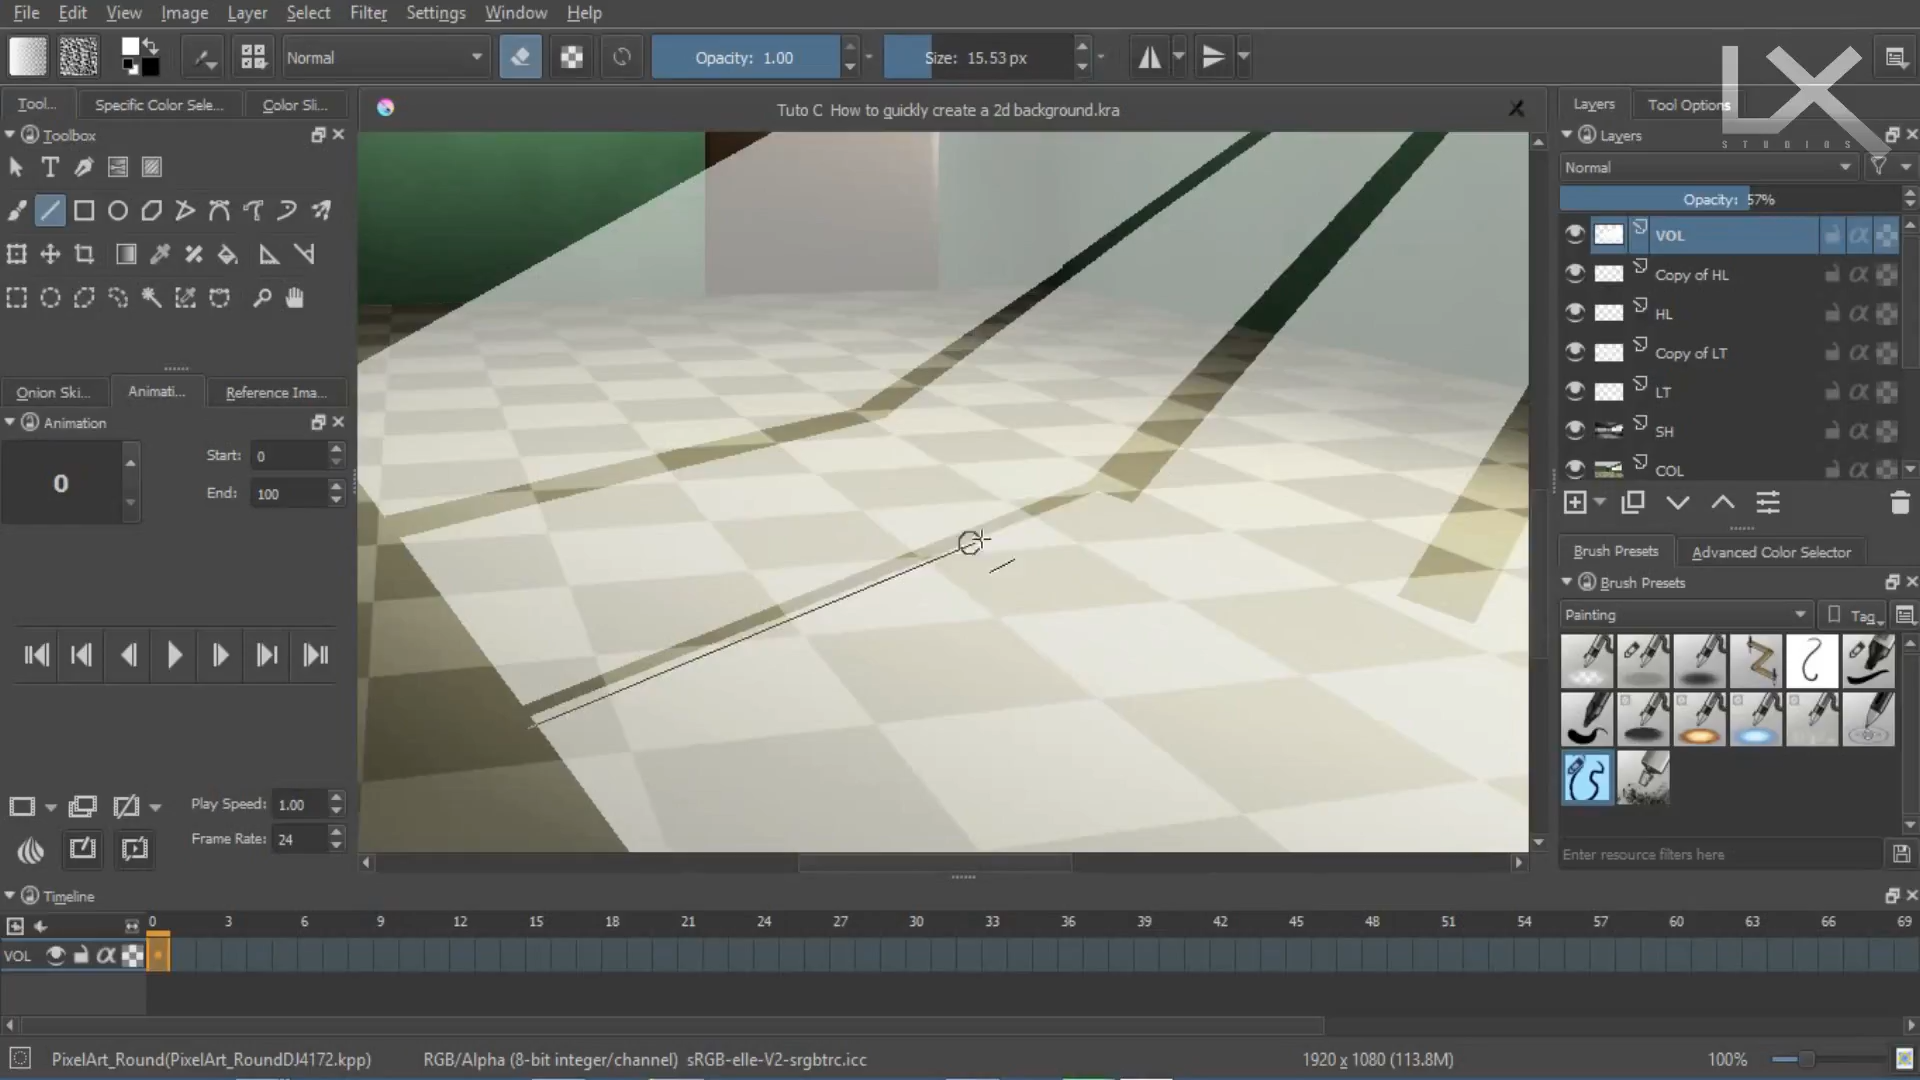 File Edit View Image Layer Select Filter Settings Window Help
Normal Opacity: 1.00 Size: 15.53 px
LX
STUDIOS
Tool... Specific Color Sele... Color Sli...
Tuto C How to quickly create a 2d background.kra
Layers Tool Options
Toolbox
Layers
Normal
Opacity: 57%
VOL
Copy of HL
HL
Copy of LT
LT
SH
COL
Onion Ski... Animati... Reference Ima...
Animation
Start: 0
0
End: 100
Brush Presets Advanced Color Selector
Brush Presets
Painting Tag
Play Speed: 1.00
Frame Rate: 24
Enter resource filters here
Timeline
0 3 6 9 12 15 18 21 24 27 30 33 36 39 42 45 48 51 54 57 60 63 66 69
VOL
PixelArt_Round(PixelArt_RoundDJ4172.kpp) RGB/Alpha (8-bit integer/channel) sRGB-elle-V2-srgbtrc.icc 1920 x 1080 (113.8M) 100%